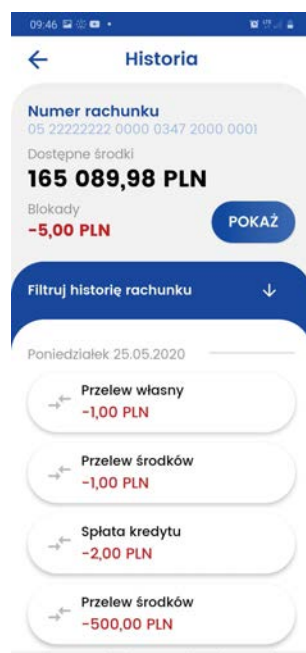 09:46
Historia
Numer rachunku
05 22222222 0000 0347 2000 0001
Dostępne środki
165 089,98 PLN
Blokady
-5,00 PLN
POKAŻ
Filtruj historię rachunku
Poniedziałek 25.05.2020
Przelew własny
-1,00 PLN
Przelew środków
-1,00 PLN
Spłata kredytu
-2,00 PLN
Przelew środków
-500,00 PLN